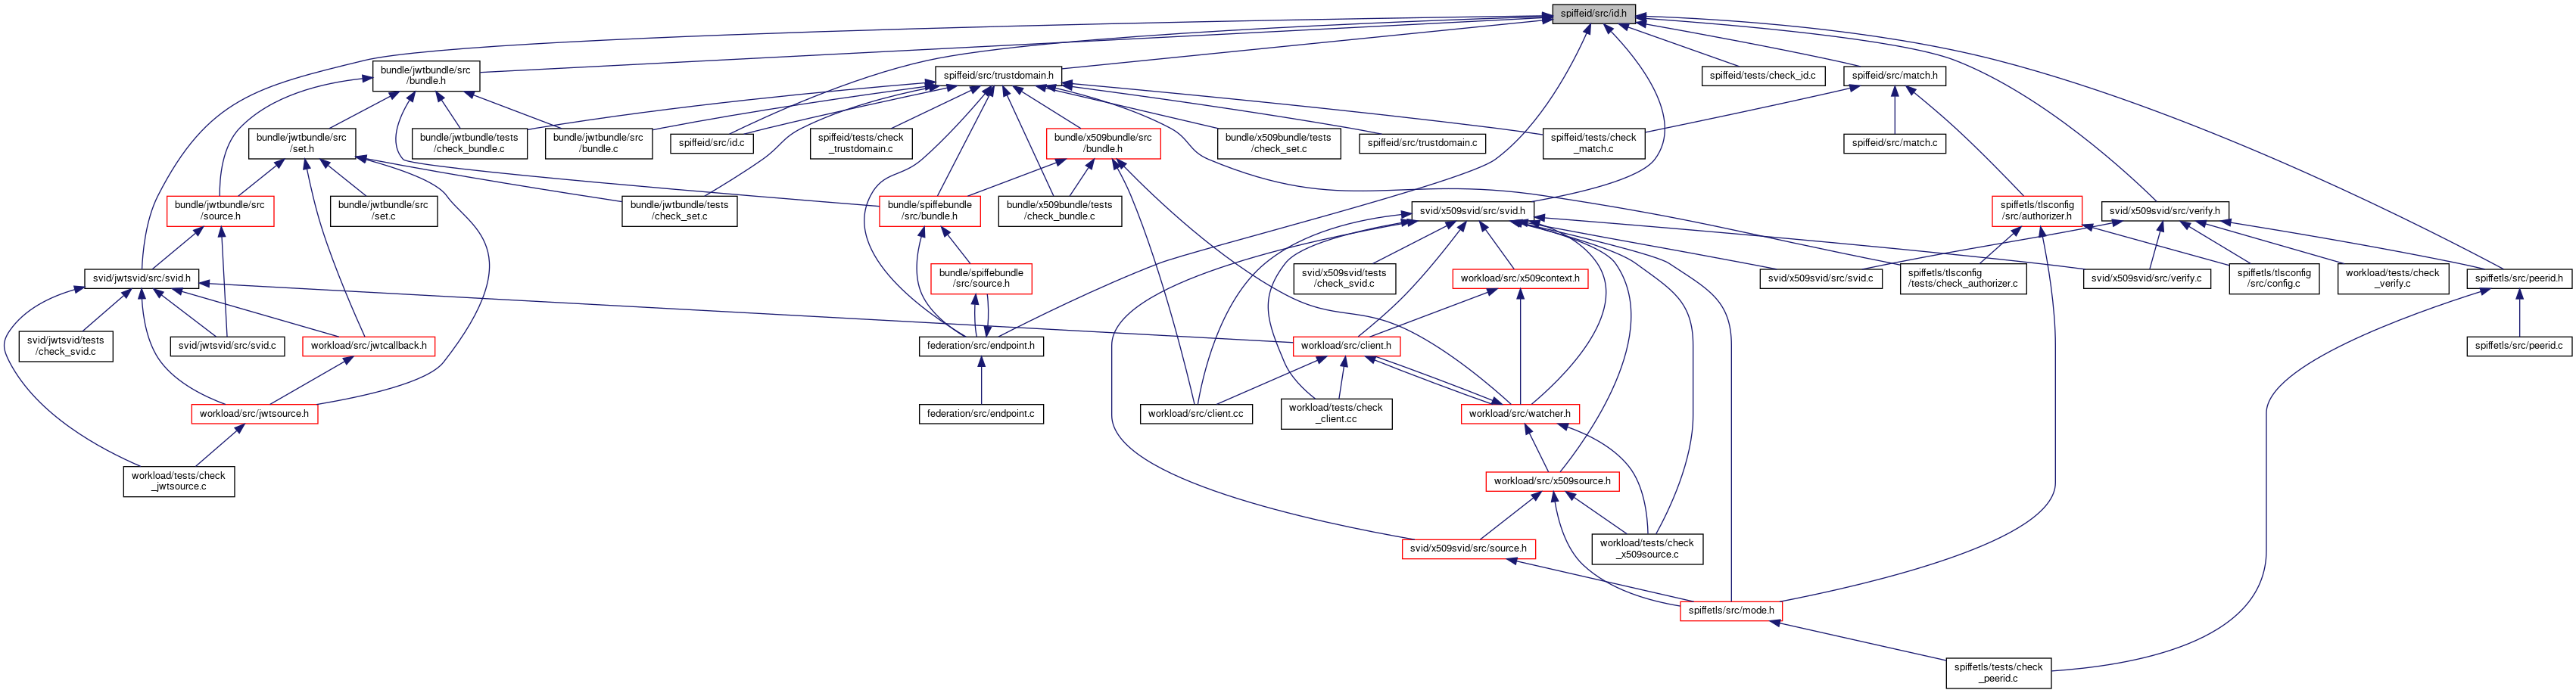 spiffeid/src/id.h
bundle/jwtbundle/src
/bundle.h
spiffeid/src/trustdomain.h
spiffeid/tests/check_id.c
spiffeid/src/match.h
bundle/jwtbundle/src
/set.h
bundle/jwtbundle/tests
/check_bundle.c
bundle/jwtbundle/src
/bundle.c
spiffeid/src/id.c
spiffeid/tests/check
_trustdomain.c
bundle/x509bundle/src
/bundle.h
bundle/x509bundle/tests
/check_set.c
spiffeid/src/trustdomain.c
spiffeid/tests/check
_match.c
spiffeid/src/match.c
bundle/jwtbundle/src
/source.h
bundle/jwtbundle/src
/set.c
bundle/jwtbundle/tests
/check_set.c
bundle/spiffebundle
/src/bundle.h
bundle/x509bundle/tests
/check_bundle.c
svid/x509svid/src/svid.h
spiffetls/tlsconfig
/src/authorizer.h
svid/x509svid/src/verify.h
svid/jwtsvid/src/svid.h
bundle/spiffebundle
/src/source.h
svid/x509svid/tests
/check_svid.c
workload/src/x509context.h
svid/x509svid/src/svid.c
spiffetls/tlsconfig
/tests/check_authorizer.c
svid/x509svid/src/verify.c
spiffetls/tlsconfig
/src/config.c
workload/tests/check
_verify.c
spiffetls/src/peerid.h
svid/jwtsvid/tests
/check_svid.c
svid/jwtsvid/src/svid.c
workload/src/jwtcallback.h
federation/src/endpoint.h
workload/src/client.h
spiffetls/src/peerid.c
workload/src/jwtsource.h
federation/src/endpoint.c
workload/src/client.cc
workload/tests/check
_client.cc
workload/src/watcher.h
workload/tests/check
_jwtsource.c
workload/src/x509source.h
svid/x509svid/src/source.h
workload/tests/check
_x509source.c
spiffetls/src/mode.h
spiffetls/tests/check
_peerid.c